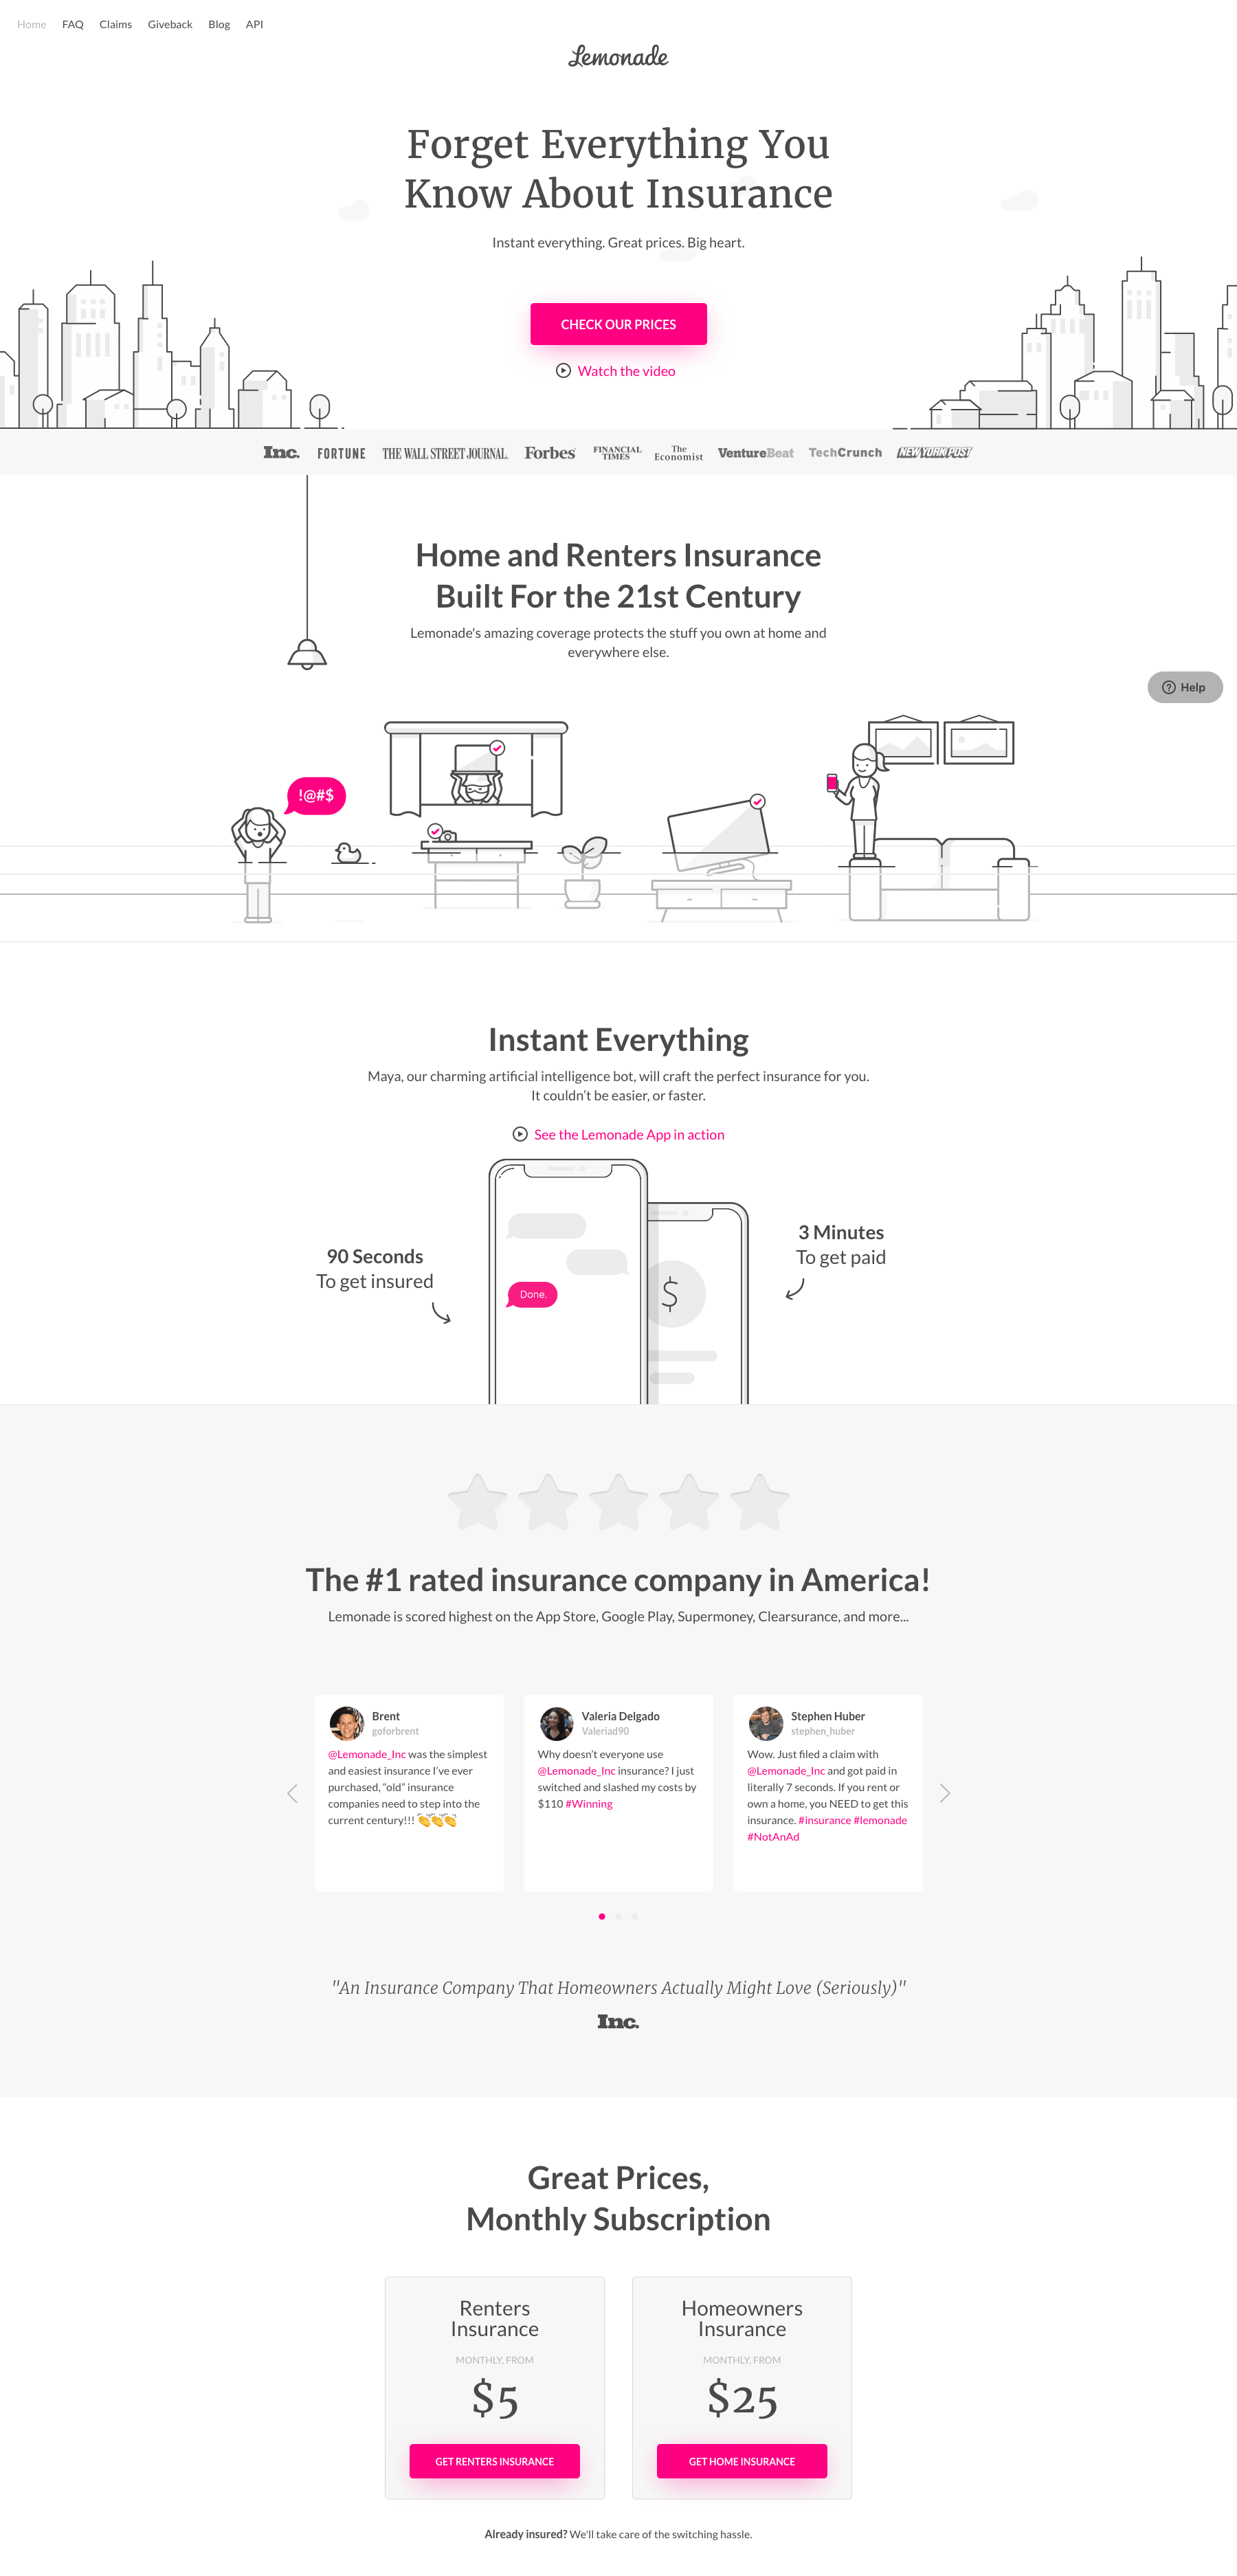 Home FAQ Claims Giveback Blog API
Lemonade
Forget Everything You
Know About Insurance
Instant everything. Great prices. Big heart.
CHECK OUR PRICES
Watch the video
Inc. FORTUNE THE WALL STREET JOURNAL. Forbes FINANCIAL TIMES The Economist VentureBeat TechCrunch NEW YORK POST
Home and Renters Insurance
Built For the 21st Century
Lemonade's amazing coverage protects the stuff you own at home and
everywhere else.
Help
!@#$
Instant Everything
Maya, our charming artificial intelligence bot, will craft the perfect insurance for you.
It couldn't be easier, or faster.
See the Lemonade App in action
3 Minutes
To get paid
90 Seconds
To get insured
Done.
$
The #1 rated insurance company in America!
Lemonade is scored highest on the App Store, Google Play, Supermoney, Clearsurance, and more...
Brent
goforbrent
@Lemonade_Inc was the simplest
and easiest insurance I've ever
purchased, “old” insurance
companies need to step into the
current century!!! 👏👏👏
Valeria Delgado
Valeriad90
Why doesn't everyone use
@Lemonade_Inc insurance? I just
switched and slashed my costs by
$110 #Winning
Stephen Huber
stephen_huber
Wow. Just filed a claim with
@Lemonade_Inc and got paid in
literally 7 seconds. If you rent or
own a home, you NEED to get this
insurance. #insurance #lemonade
#NotAnAd
"An Insurance Company That Homeowners Actually Might Love (Seriously)"
Inc.
Great Prices,
Monthly Subscription
Renters
Insurance
MONTHLY, FROM
$5
GET RENTERS INSURANCE
Homeowners
Insurance
MONTHLY, FROM
$25
GET HOME INSURANCE
Already insured? We'll take care of the switching hassle.